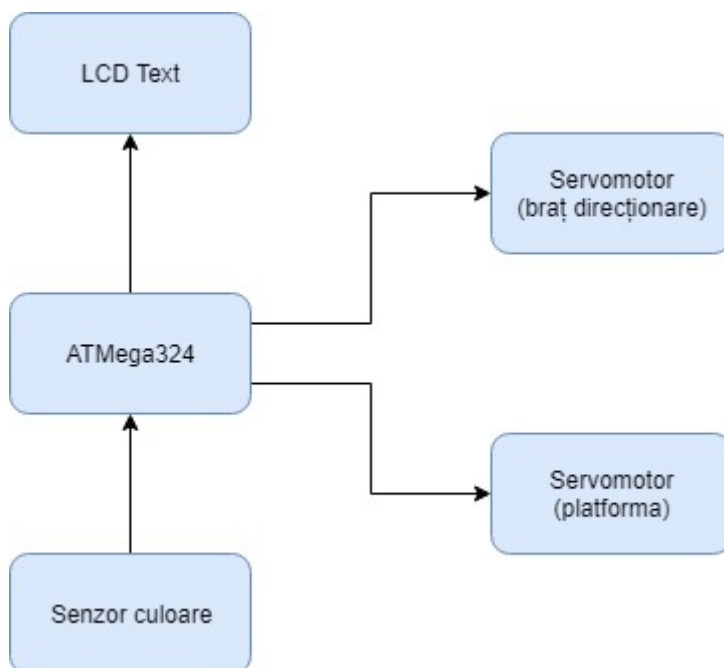 LCD Text
Servomotor
(braț direcționare)
ATMega324
Servomotor
(platforma)
Senzor culoare